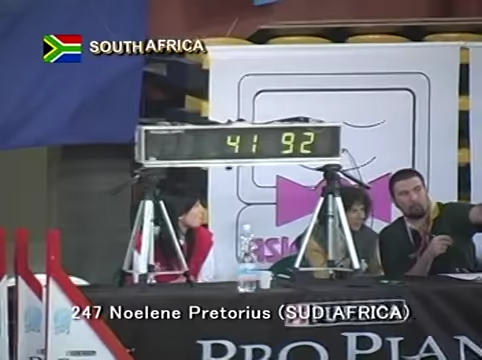 SOUTH AFRICA
41 92
247 Noelene Pretorius (SUD AFRICA)
PRO PLAN